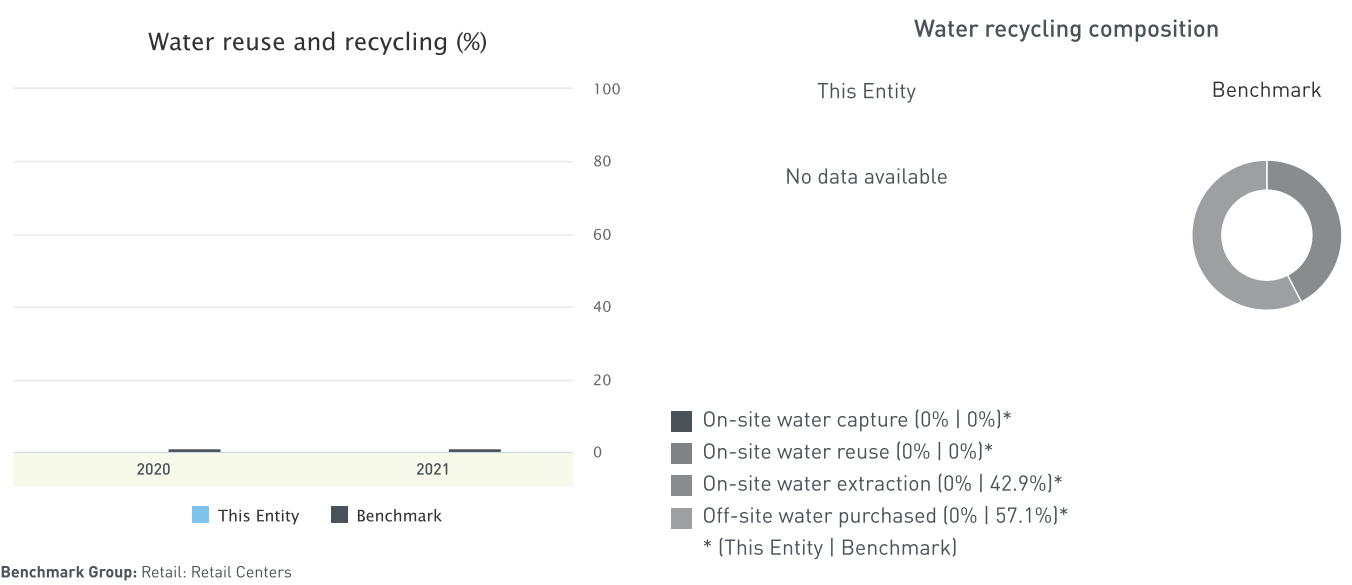 Water reuse and recycling (%)
100
80
60
40
20
0
2020 2021
This Entity Benchmark
Benchmark Group: Retail: Retail Centers
Water recycling composition
This Entity Benchmark
No data available
On-site water capture (0% | 0%)*
On-site water reuse (0% | 0%)*
On-site water extraction (0% | 42.9%)*
Off-site water purchased (0% | 57.1%)*
* (This Entity | Benchmark)